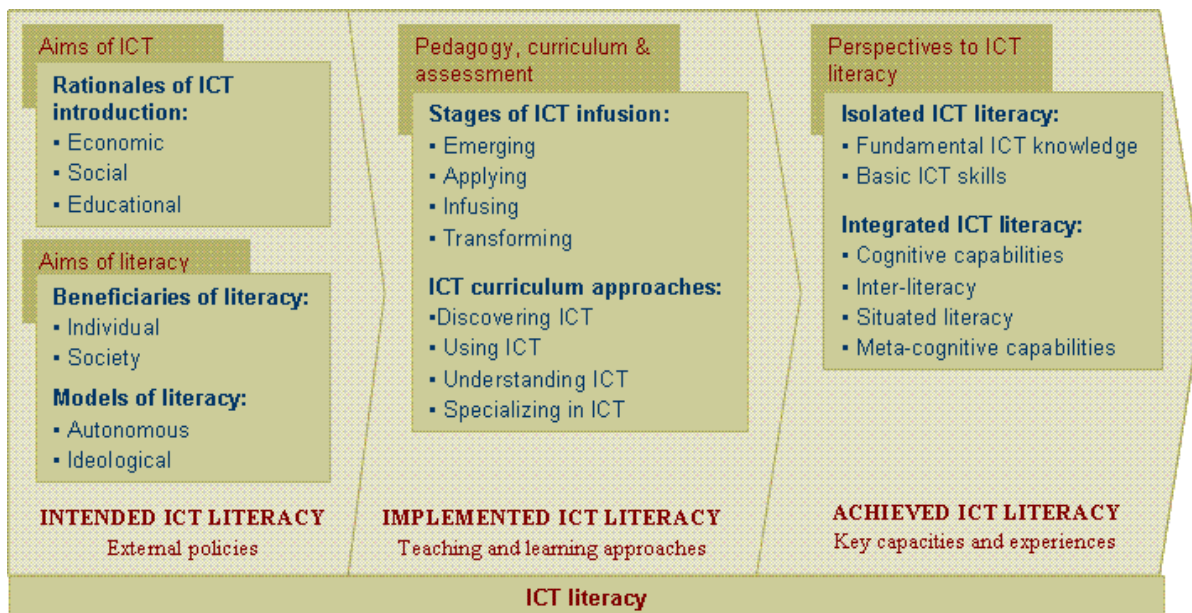 Aims of ICT
Rationales of ICT
introduction:
▪ Economic
▪ Social
▪ Educational
Aims of literacy
Beneficiaries of literacy:
▪ Individual
▪ Society
Models of literacy:
▪ Autonomous
▪ Ideological
INTENDED ICT LITERACY
External policies
Pedagogy, curriculum &
assessment
Stages of ICT infusion:
▪ Emerging
▪ Applying
▪ Infusing
▪ Transforming
ICT curriculum approaches:
▪Discovering ICT
▪ Using ICT
▪ Understanding ICT
▪ Specializing in ICT
IMPLEMENTED ICT LITERACY
Teaching and learning approaches
Perspectives to ICT
literacy
Isolated ICT literacy:
▪ Fundamental ICT knowledge
▪ Basic ICT skills
Integrated ICT literacy:
▪ Cognitive capabilities
▪ Inter-literacy
▪ Situated literacy
▪ Meta-cognitive capabilities
ACHIEVED ICT LITERACY
Key capacities and experiences
ICT literacy